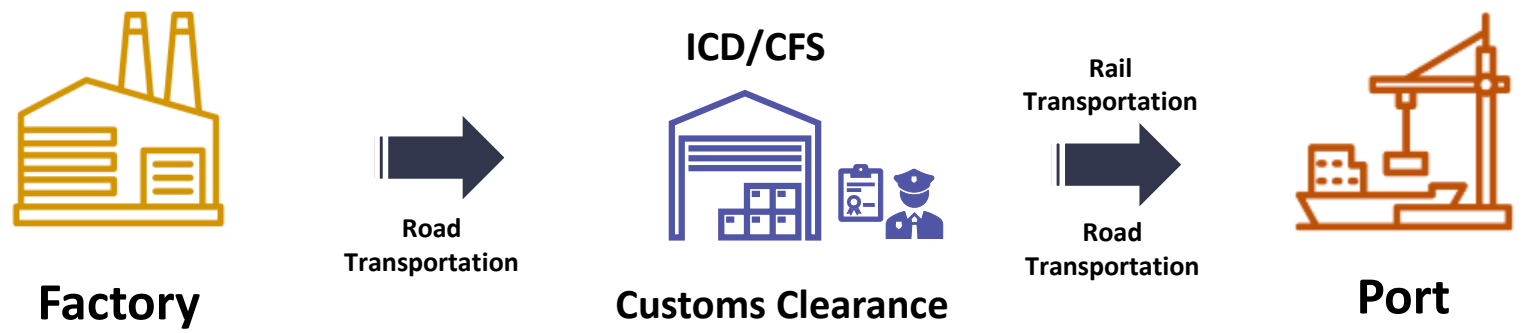 Factory
Road
Transportation
ICD/CFS
Customs Clearance
Rail
Transportation
Road
Transportation
Port